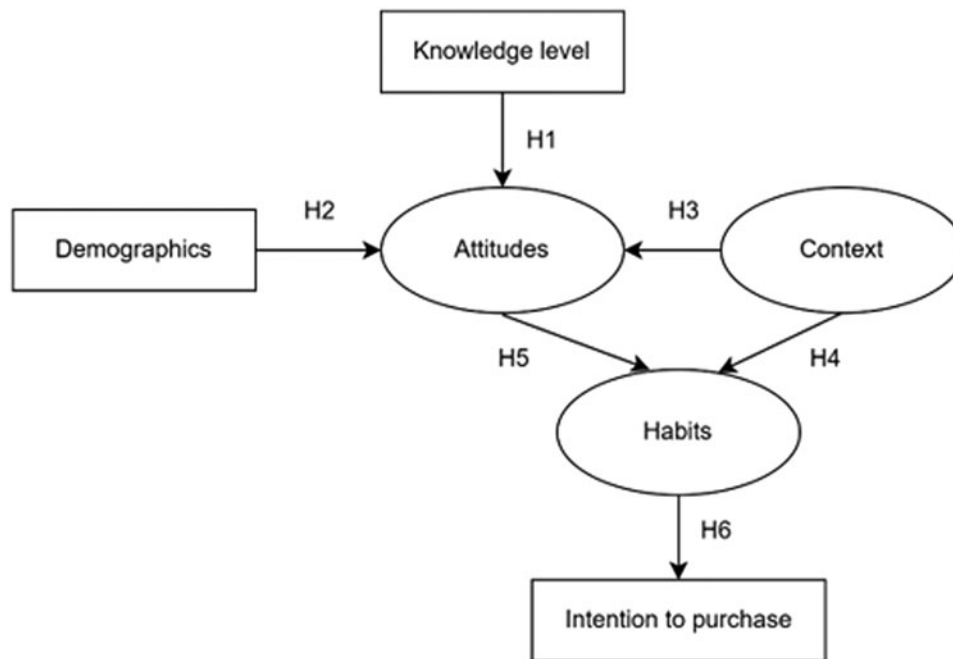 Knowledge level
H1
H2
H3
Demographics
Attitudes
Context
H5
H4
Habits
H6
Intention to purchase